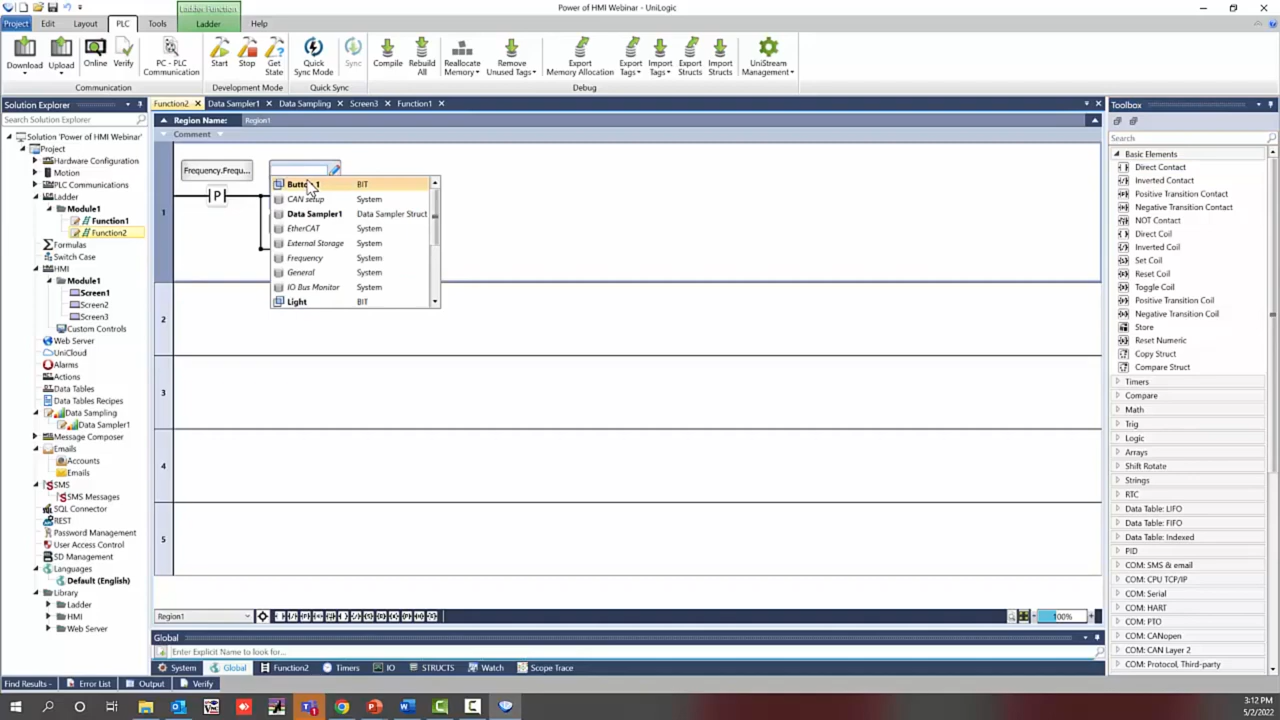 Ladder Function
Power of HMI Webinar - UniLogic
Project Edit Layout PLC Tools Ladder Help
Download Upload Online Verify PC - PLC Communication Start Stop Get State Quick Sync Mode Sync Compile Rebuild All Reallocate Memory Remove Unused Tags Export Memory Allocation Export Tags Import Tags Export Structs Import Structs UniStream Management
Communication Development Mode Quick Sync Debug
Solution Explorer
Search Solution Explorer
Solution 'Power of HMI Webinar'
Project
Hardware Configuration
Motion
PLC Communications
Ladder
Module1
Function1
Function2
Formulas
Switch Case
HMI
Module1
Screen1
Screen2
Screen3
Custom Controls
Web Server
UniCloud
Alarms
Actions
Data Tables
Data Tables Recipes
Data Sampling
Data Sampler1
Message Composer
Emails
Accounts
Emails
SMS
SMS Messages
SQL Connector
REST
Password Management
User Access Control
SD Management
Languages
Default (English)
Library
Ladder
HMI
Web Server
Function2 Data Sampler1 Data Sampling Screen3 Function1
Region Name: Region1
Comment
Frequency.Frequ...
P
1
2
3
4
5
BIT
CAN setup System
Data Sampler1 Data Sampler Struct
EtherCAT System
External Storage System
Frequency System
General System
IO Bus Monitor System
Light BIT
Region1
100%
Global
Enter Explicit Name to look for...
System Global Function2 Timers IO STRUCTS Watch Scope Trace
Toolbox
Search
Basic Elements
Direct Contact
Inverted Contact
Positive Transition Contact
Negative Transition Contact
NOT Contact
Direct Coil
Inverted Coil
Set Coil
Reset Coil
Toggle Coil
Positive Transition Coil
Negative Transition Coil
Store
Reset Numeric
Copy Struct
Compare Struct
Timers
Compare
Math
Trig
Logic
Arrays
Shift Rotate
Strings
RTC
Data Table: LIFO
Data Table: FIFO
Data Table: Indexed
PID
COM: SMS & email
COM: CPU TCP/IP
COM: Serial
COM: HART
COM: PTO
COM: CANopen
COM: CAN Layer 2
COM: Protocol, Third-party
Find Results - Error List Output Verify
3:12 PM
5/2/2022